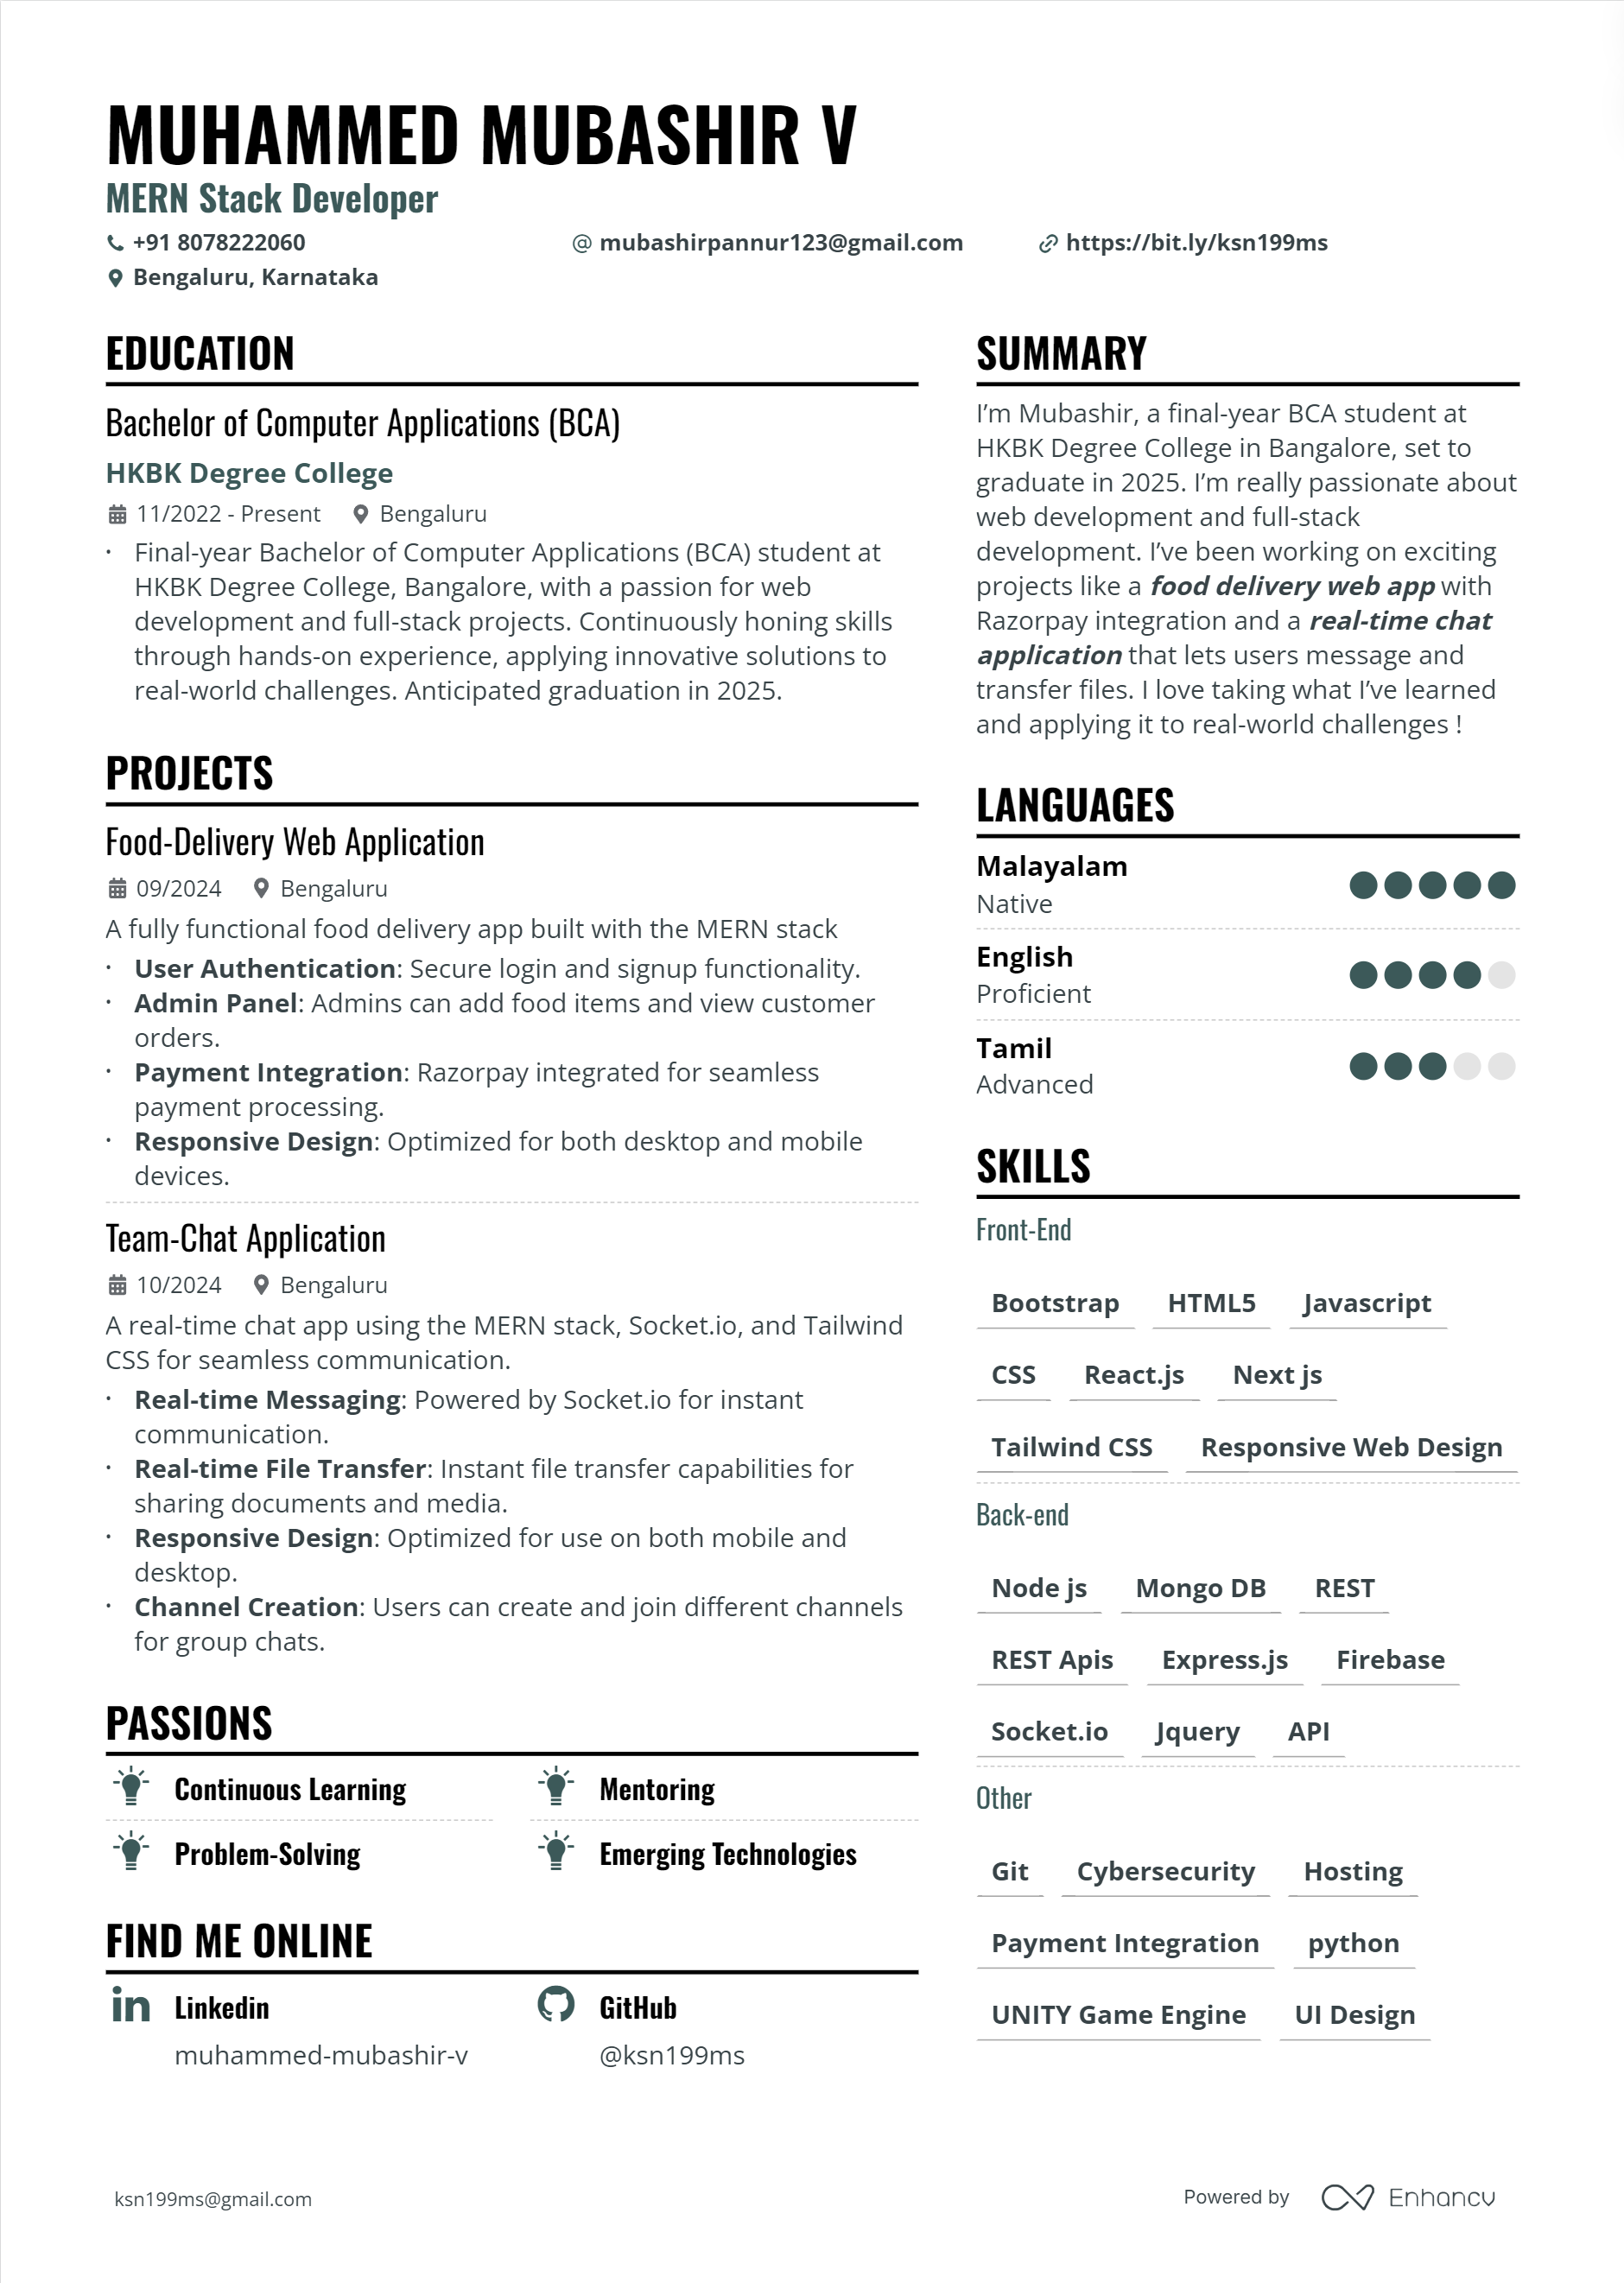 MUHAMMED MUBASHIR V
MERN Stack Developer
+91 8078222060
@ mubashirpannur123@gmail.com
https://bit.ly/ksn199ms
Bengaluru, Karnataka
EDUCATION
Bachelor of Computer Applications (BCA)
HKBK Degree College
11/2022 - Present Bengaluru
• Final-year Bachelor of Computer Applications (BCA) student at
HKBK Degree College, Bangalore, with a passion for web
development and full-stack projects. Continuously honing skills
through hands-on experience, applying innovative solutions to
real-world challenges. Anticipated graduation in 2025.
PROJECTS
Food-Delivery Web Application
09/2024 Bengaluru
A fully functional food delivery app built with the MERN stack
• User Authentication: Secure login and signup functionality.
• Admin Panel: Admins can add food items and view customer
orders.
• Payment Integration: Razorpay integrated for seamless
payment processing.
• Responsive Design: Optimized for both desktop and mobile
devices.
Team-Chat Application
10/2024 Bengaluru
A real-time chat app using the MERN stack, Socket.io, and Tailwind
CSS for seamless communication.
• Real-time Messaging: Powered by Socket.io for instant
communication.
• Real-time File Transfer: Instant file transfer capabilities for
sharing documents and media.
• Responsive Design: Optimized for use on both mobile and
desktop.
• Channel Creation: Users can create and join different channels
for group chats.
PASSIONS
Continuous Learning Mentoring
Problem-Solving Emerging Technologies
FIND ME ONLINE
Linkedin GitHub
muhammed-mubashir-v @ksn199ms
SUMMARY
I’m Mubashir, a final-year BCA student at
HKBK Degree College in Bangalore, set to
graduate in 2025. I’m really passionate about
web development and full-stack
development. I’ve been working on exciting
projects like a food delivery web app with
Razorpay integration and a real-time chat
application that lets users message and
transfer files. I love taking what I’ve learned
and applying it to real-world challenges !
LANGUAGES
Malayalam
Native
English
Proficient
Tamil
Advanced
SKILLS
Front-End
Bootstrap HTML5 Javascript
CSS React.js Next js
Tailwind CSS Responsive Web Design
Back-end
Node js Mongo DB REST
REST Apis Express.js Firebase
Socket.io Jquery API
Other
Git Cybersecurity Hosting
Payment Integration python
UNITY Game Engine UI Design
ksn199ms@gmail.com
Powered by Enhancv